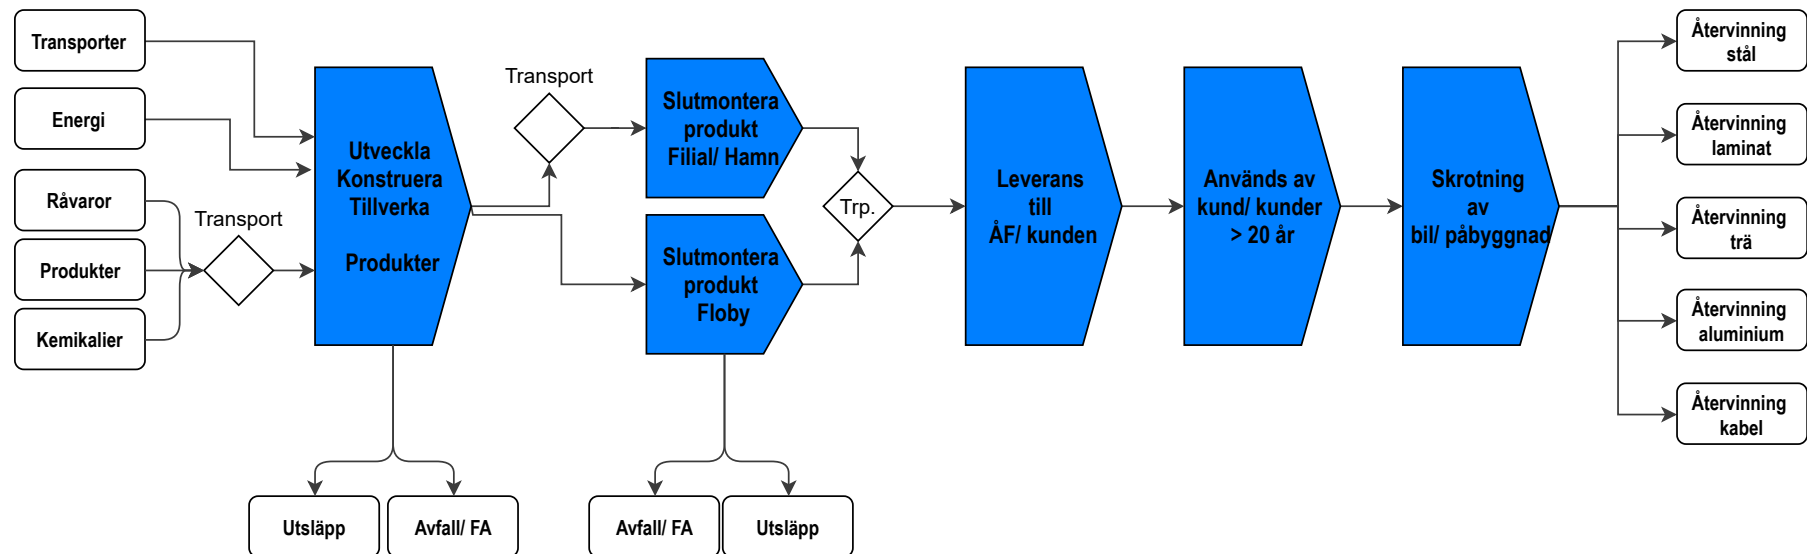 Transporter
Energi
Råvaror
Produkter
Kemikalier
Transport
Utveckla
Konstruera
Tillverka
Produkter
Utsläpp
Avfall/ FA
Transport
Slutmontera
produkt
Filial/ Hamn
Slutmontera
produkt
Floby
Avfall/ FA
Utsläpp
Trp.
Leverans
till
ÅF/ kunden
Används av
kund/ kunder
> 20 år
Skrotning
av
bil/ påbyggnad
Återvinning
stål
Återvinning
laminat
Återvinning
trä
Återvinning
aluminium
Återvinning
kabel